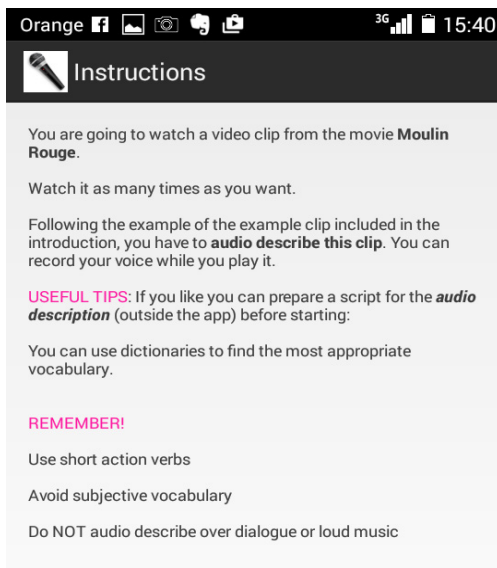 Orange
3G
15:40
Instructions
You are going to watch a video clip from the movie Moulin
Rouge.
Watch it as many times as you want.
Following the example of the example clip included in the
introduction, you have to audio describe this clip. You can
record your voice while you play it.
USEFUL TIPS: If you like you can prepare a script for the audio
description (outside the app) before starting:
You can use dictionaries to find the most appropriate
vocabulary.
REMEMBER!
Use short action verbs
Avoid subjective vocabulary
Do NOT audio describe over dialogue or loud music